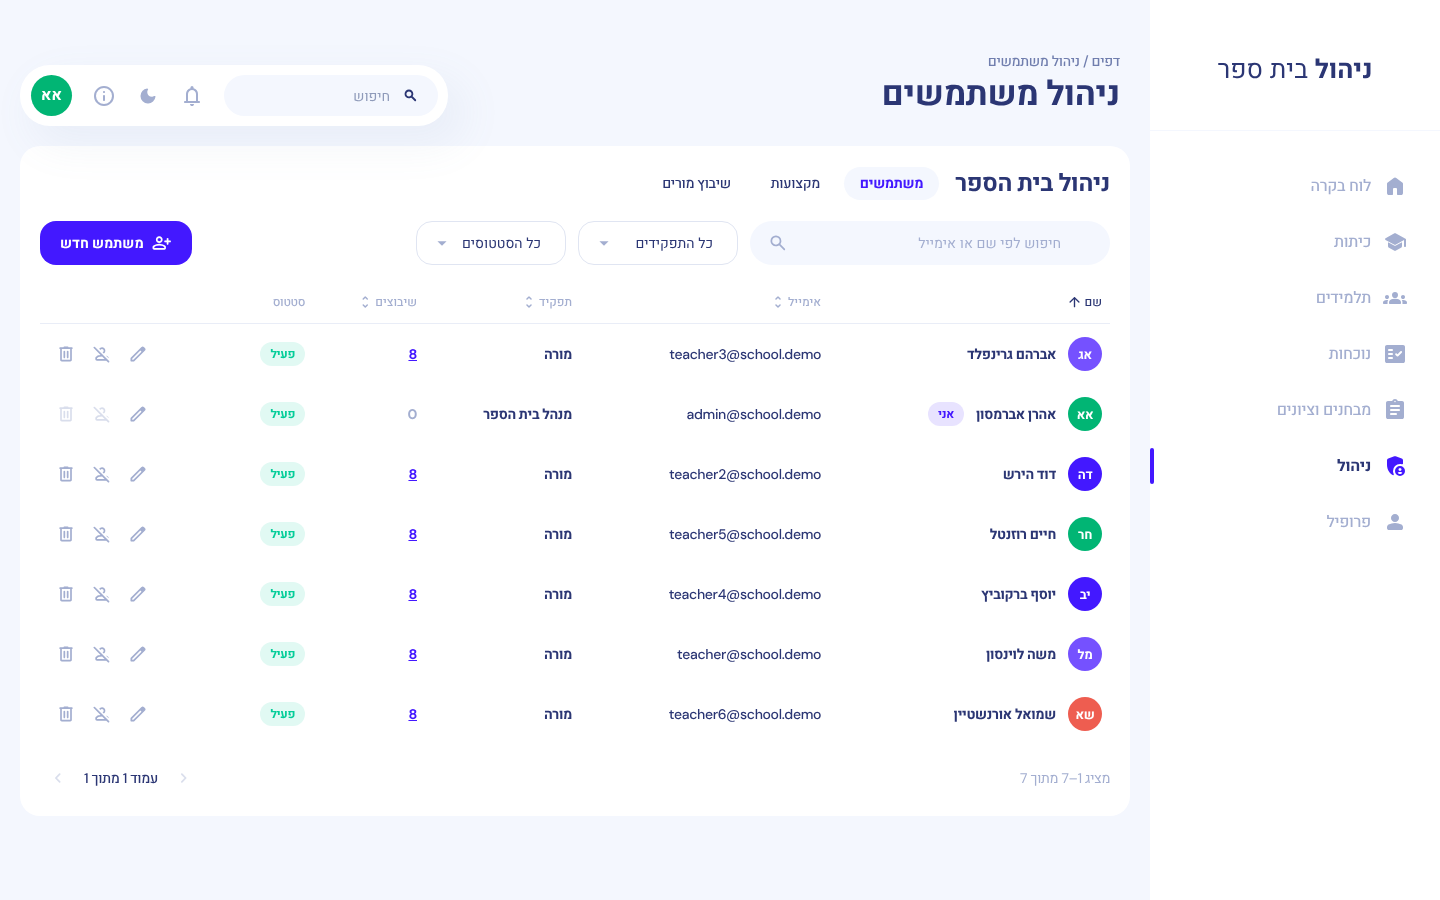 ניהול בית ספר
לוח בקרה
כיתות
תלמידים
נוכחות
מבחנים וציונים
ניהול
פרופיל
דפים / ניהול משתמשים
ניהול משתמשים
חיפוש
אא
ניהול בית הספר
משתמשים
מקצועות
שיבוץ מורים
חיפוש לפי שם או אימייל
כל התפקידים
כל הסטטוסים
משתמש חדש
שם אימייל תפקיד שיבוצים סטטוס
אג אברהם גרינפלד teacher3@school.demo מורה 8 פעיל
אא אהרן אברמסון אני admin@school.demo מנהל בית הספר 0 פעיל
דה דוד הירש teacher2@school.demo מורה 8 פעיל
חר חיים רוזנטל teacher5@school.demo מורה 8 פעיל
יב יוסף ברקוביץ teacher4@school.demo מורה 8 פעיל
מל משה לוינסון teacher@school.demo מורה 8 פעיל
שא שמואל אורנשטיין teacher6@school.demo מורה 8 פעיל
מציג 1–7 מתוך 7
עמוד 1 מתוך 1